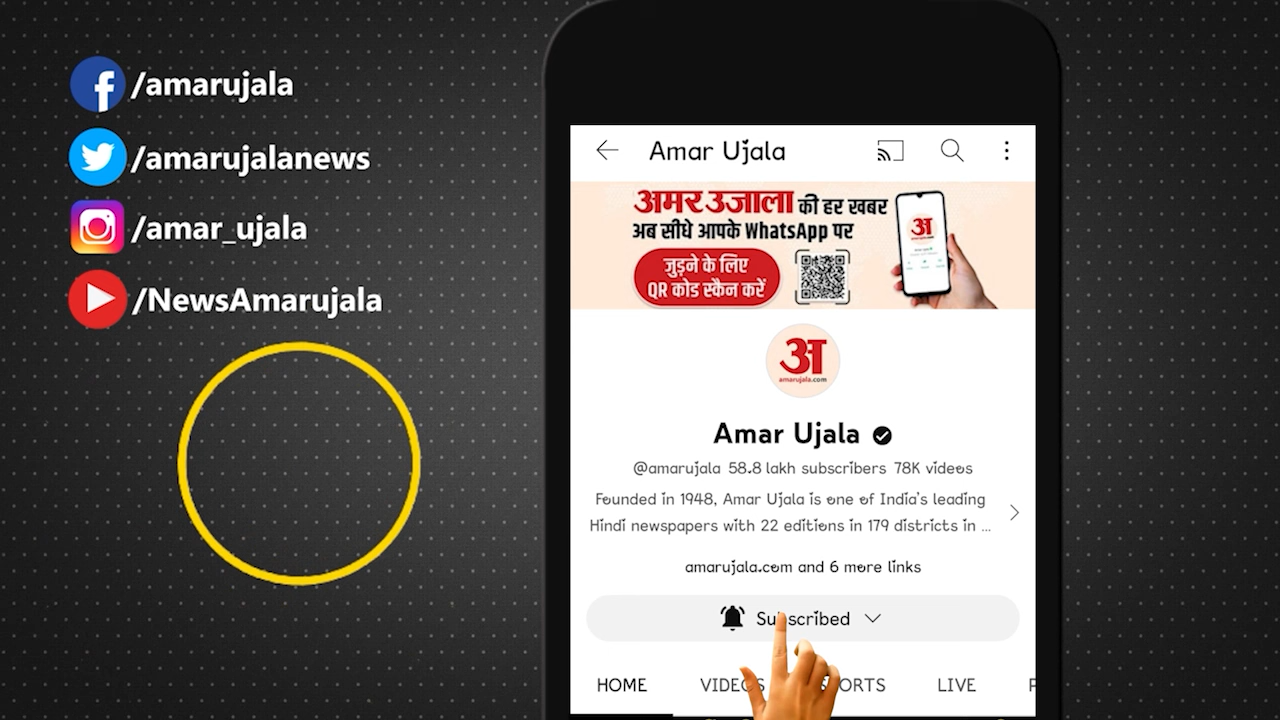 /amarujala
/amarujalanews
/amar_ujala
/NewsAmarujala
Amar Ujala
अमर उजाला की हर खबर
अब सीधे आपके WhatsApp पर
जुड़ने के लिए
QR कोड स्कैन करें
अ
अ
amarujala.com
Amar Ujala
@amarujala 58.8 lakh subscribers 78K videos
Founded in 1948, Amar Ujala is one of India's leading
Hindi newspapers with 22 editions in 179 districts in ...
amarujala.com and 6 more links
Subscribed
HOME VIDEOS LIVE